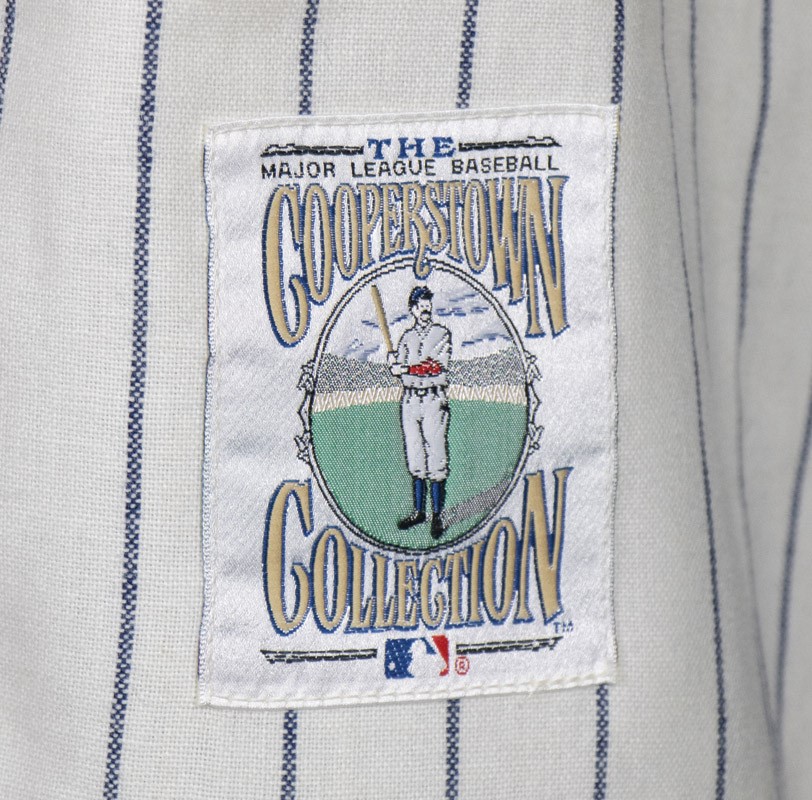 THE
MAJOR LEAGUE BASEBALL
COOPERSTOWN
COLLECTION
TM
®